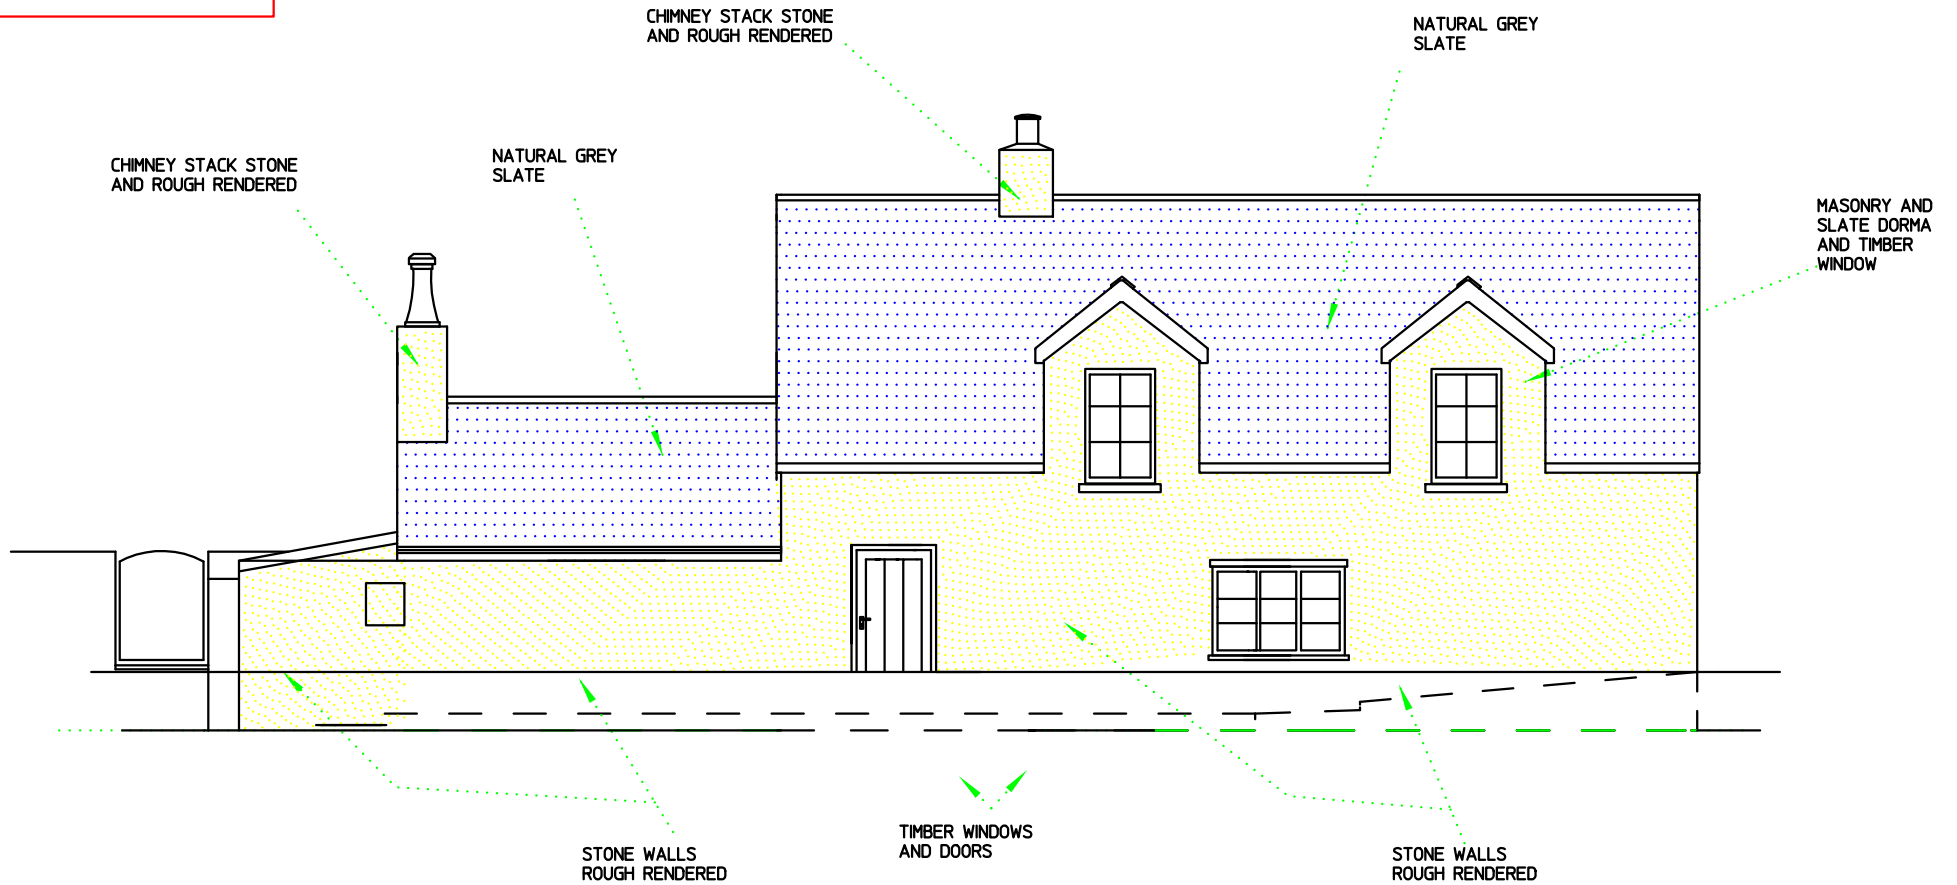 CHIMNEY STACK STONE
AND ROUGH RENDERED
NATURAL GREY
SLATE
CHIMNEY STACK STONE
AND ROUGH RENDERED
NATURAL GREY
SLATE
MASONRY AND
SLATE DORMA
AND TIMBER
WINDOW
TIMBER WINDOWS
AND DOORS
STONE WALLS
ROUGH RENDERED
STONE WALLS
ROUGH RENDERED